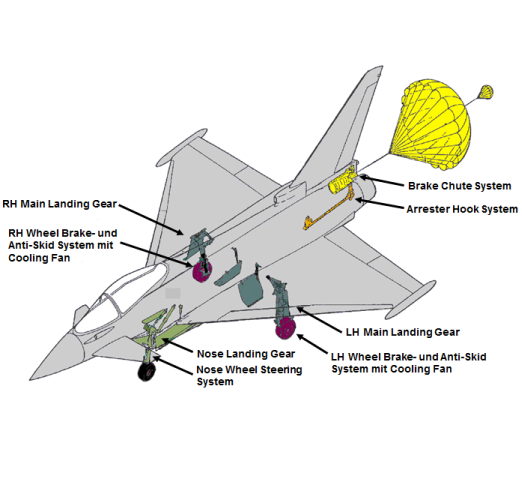 Brake Chute System
Arrester Hook System
RH Main Landing Gear
RH Wheel Brake- und
Anti-Skid System mit
Cooling Fan
LH Main Landing Gear
Nose Landing Gear
LH Wheel Brake- und Anti-Skid
System mit Cooling Fan
Nose Wheel Steering
System